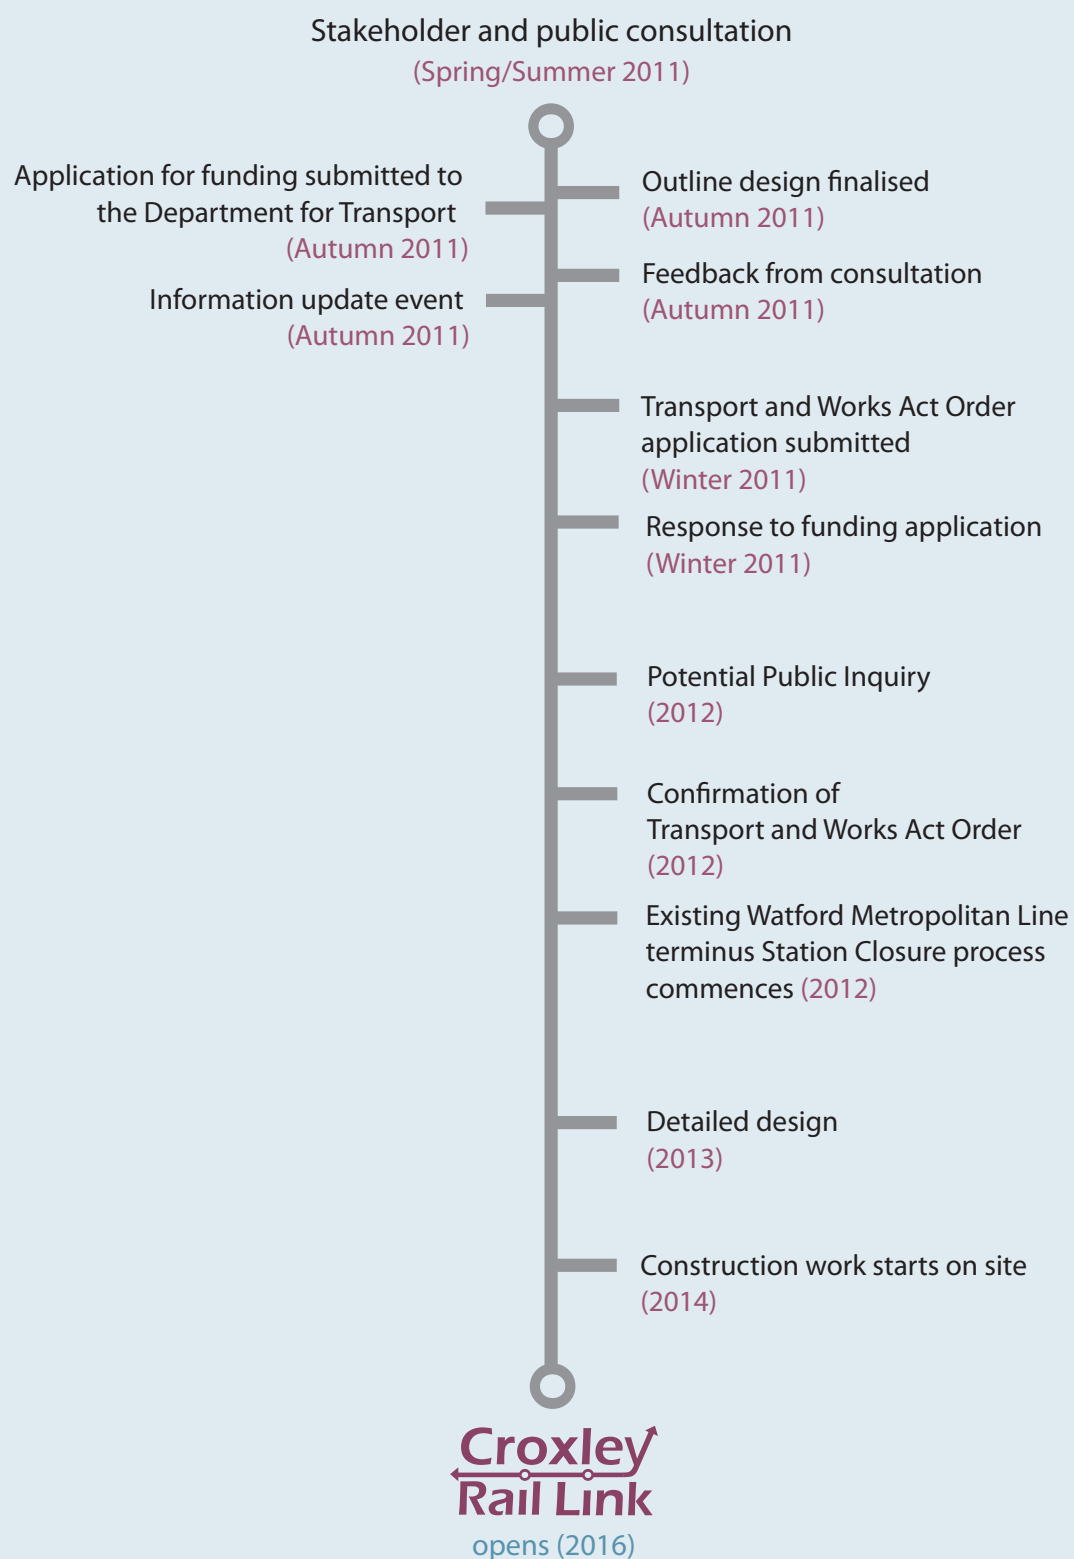 Stakeholder and public consultation
(Spring/Summer 2011)
Outline design finalised
(Autumn 2011)
Application for funding submitted to
the Department for Transport
(Autumn 2011)
Feedback from consultation
(Autumn 2011)
Information update event
(Autumn 2011)
Transport and Works Act Order
application submitted
(Winter 2011)
Response to funding application
(Winter 2011)
Potential Public Inquiry
(2012)
Confirmation of
Transport and Works Act Order
(2012)
Existing Watford Metropolitan Line
terminus Station Closure process
commences (2012)
Detailed design
(2013)
Construction work starts on site
(2014)
Croxley
Rail Link
opens (2016)